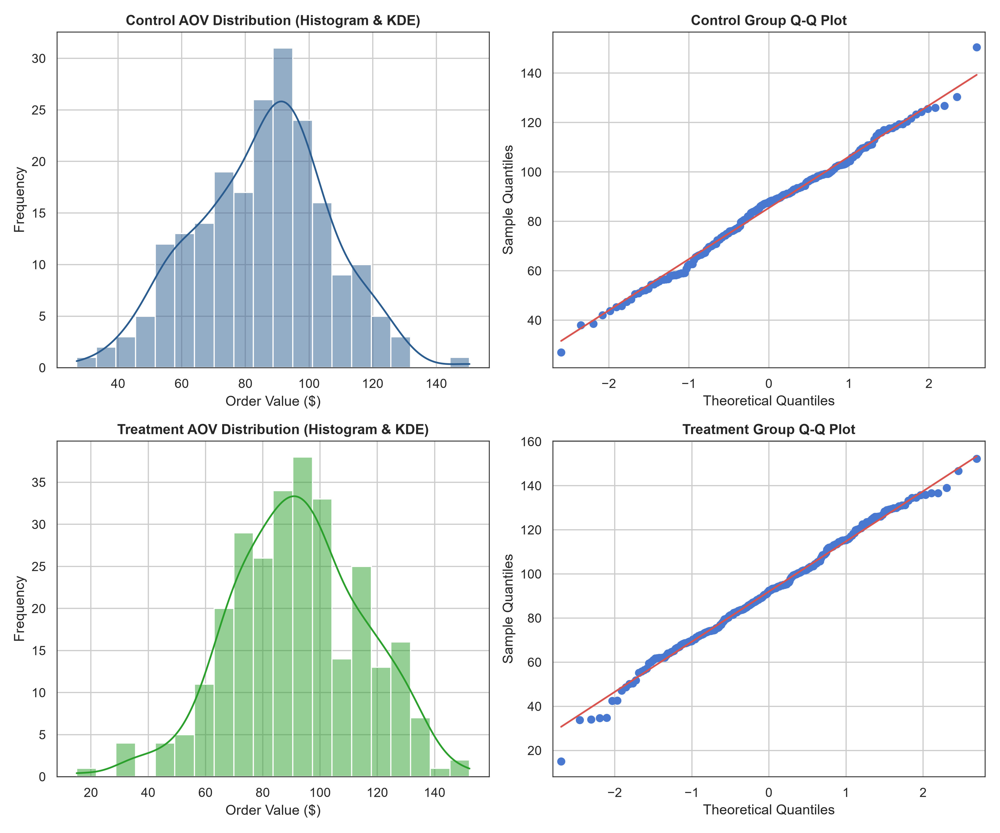 Control AOV Distribution (Histogram & KDE)
Frequency
30
25
20
15
10
5
0
40 60 80 100 120 140
Order Value ($)
Control Group Q-Q Plot
Sample Quantiles
140
120
100
80
60
40
−2 −1 0 1 2
Theoretical Quantiles
Treatment AOV Distribution (Histogram & KDE)
Frequency
35
30
25
20
15
10
5
0
20 40 60 80 100 120 140
Order Value ($)
Treatment Group Q-Q Plot
Sample Quantiles
160
140
120
100
80
60
40
20
−2 −1 0 1 2
Theoretical Quantiles